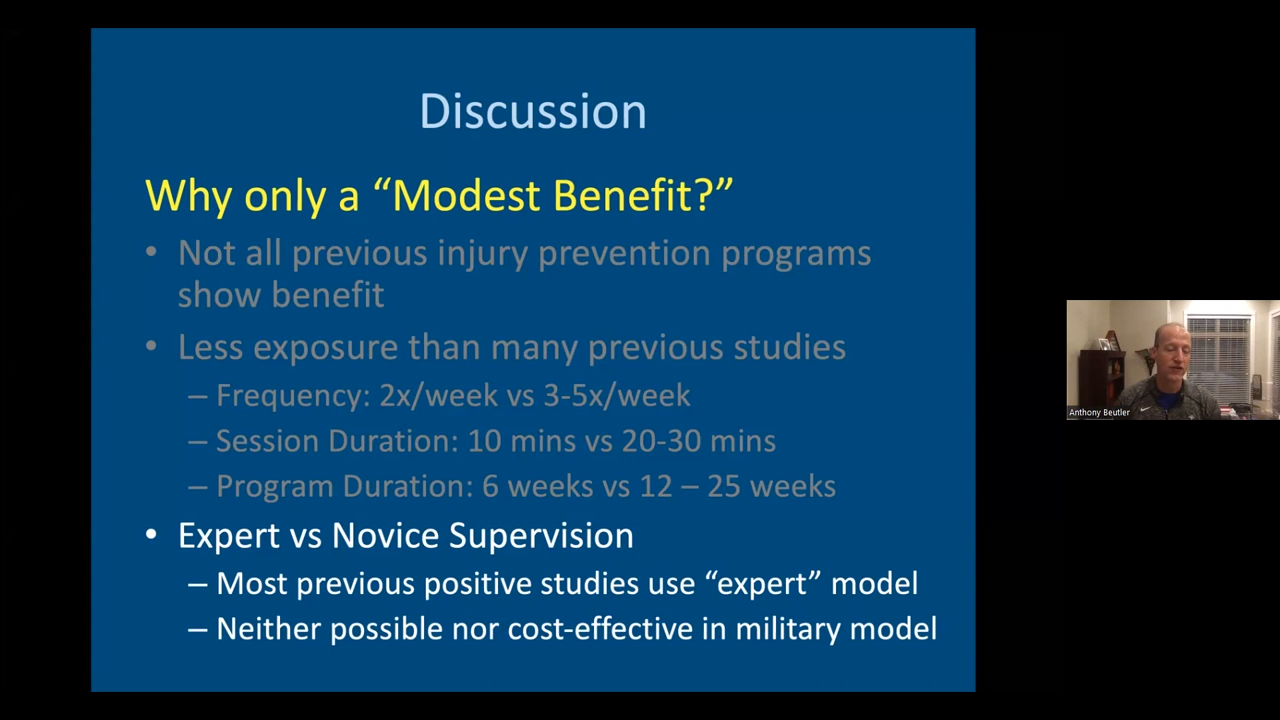 Discussion
Why only a “Modest Benefit?”
• Not all previous injury prevention programs
show benefit
• Less exposure than many previous studies
– Frequency: 2x/week vs 3-5x/week
– Session Duration: 10 mins vs 20-30 mins
– Program Duration: 6 weeks vs 12 – 25 weeks
• Expert vs Novice Supervision
– Most previous positive studies use “expert” model
– Neither possible nor cost-effective in military model
Anthony Beutler